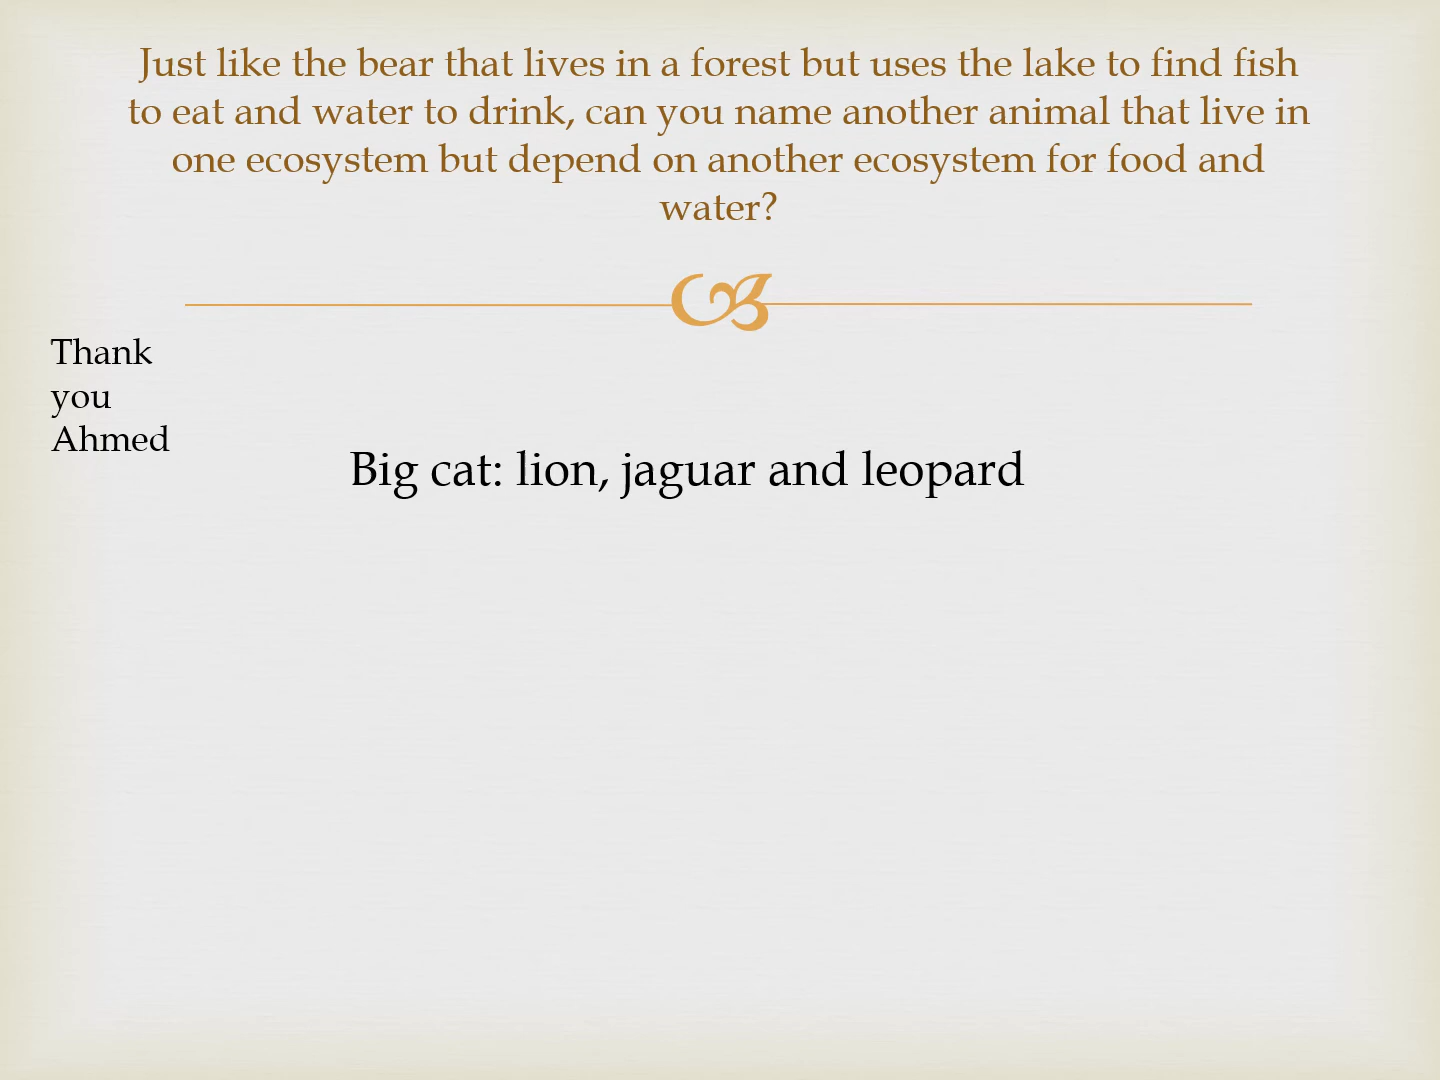 Just like the bear that lives in a forest but uses the lake to find fish
to eat and water to drink, can you name another animal that live in
one ecosystem but depend on another ecosystem for food and
water?
Thank
you
Ahmed
Big cat: lion, jaguar and leopard